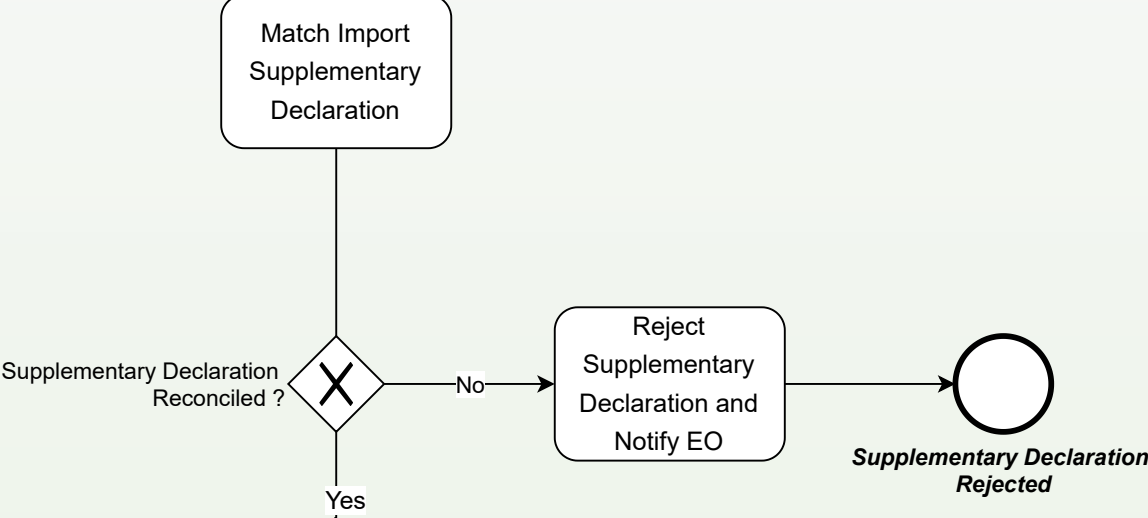 Match Import
Supplementary
Declaration
Supplementary Declaration
Reconciled ?
No
Reject
Supplementary
Declaration and
Notify EO
Supplementary Declaration
Rejected
Yes